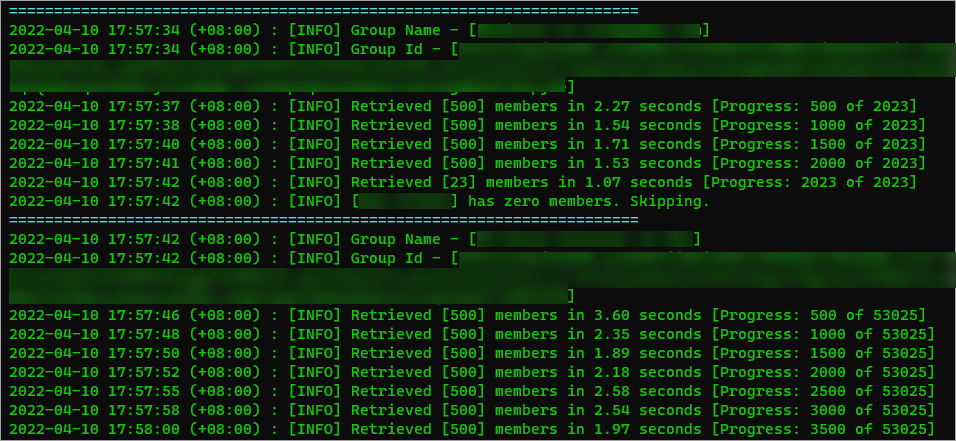 ======================================================================
2022-04-10 17:57:34 (+08:00) : [INFO] Group Name - [ ]
2022-04-10 17:57:34 (+08:00) : [INFO] Group Id - [
]
2022-04-10 17:57:37 (+08:00) : [INFO] Retrieved [500] members in 2.27 seconds [Progress: 500 of 2023]
2022-04-10 17:57:38 (+08:00) : [INFO] Retrieved [500] members in 1.54 seconds [Progress: 1000 of 2023]
2022-04-10 17:57:40 (+08:00) : [INFO] Retrieved [500] members in 1.71 seconds [Progress: 1500 of 2023]
2022-04-10 17:57:41 (+08:00) : [INFO] Retrieved [500] members in 1.53 seconds [Progress: 2000 of 2023]
2022-04-10 17:57:42 (+08:00) : [INFO] Retrieved [23] members in 1.07 seconds [Progress: 2023 of 2023]
2022-04-10 17:57:42 (+08:00) : [INFO] [ ] has zero members. Skipping.
======================================================================
2022-04-10 17:57:42 (+08:00) : [INFO] Group Name - [ ]
2022-04-10 17:57:42 (+08:00) : [INFO] Group Id - [
]
2022-04-10 17:57:46 (+08:00) : [INFO] Retrieved [500] members in 3.60 seconds [Progress: 500 of 53025]
2022-04-10 17:57:48 (+08:00) : [INFO] Retrieved [500] members in 2.35 seconds [Progress: 1000 of 53025]
2022-04-10 17:57:50 (+08:00) : [INFO] Retrieved [500] members in 1.89 seconds [Progress: 1500 of 53025]
2022-04-10 17:57:52 (+08:00) : [INFO] Retrieved [500] members in 2.18 seconds [Progress: 2000 of 53025]
2022-04-10 17:57:55 (+08:00) : [INFO] Retrieved [500] members in 2.58 seconds [Progress: 2500 of 53025]
2022-04-10 17:57:58 (+08:00) : [INFO] Retrieved [500] members in 2.54 seconds [Progress: 3000 of 53025]
2022-04-10 17:58:00 (+08:00) : [INFO] Retrieved [500] members in 1.97 seconds [Progress: 3500 of 53025]